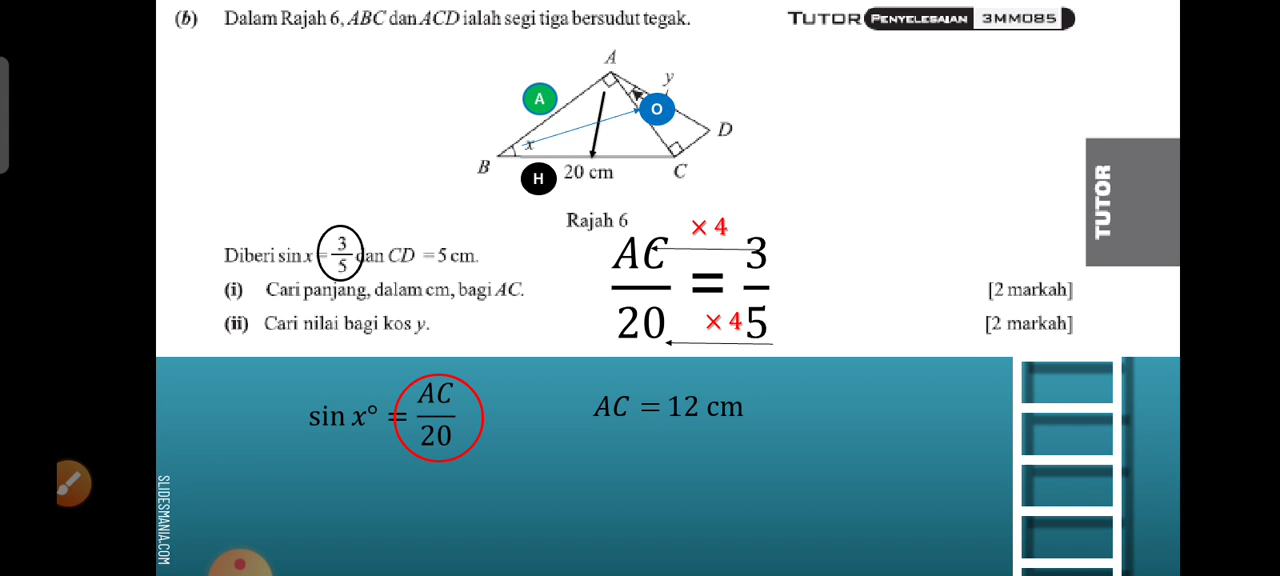 (b) Dalam Rajah 6, ABC dan ACD ialah segi tiga bersudut tegak.
TUTOR PENYELESAIAN 3MM085
A
y
A
O
D
x
B
H
20 cm
C
TUTOR
Rajah 6
× 4
AC/20 = 3/5
× 4
Diberi sin x = 3/5 dan CD = 5 cm.
(i) Cari panjang, dalam cm, bagi AC. [2 markah]
(ii) Cari nilai bagi kos y. [2 markah]
sin x° = AC/20
AC = 12 cm
SLIDESMANIA.COM